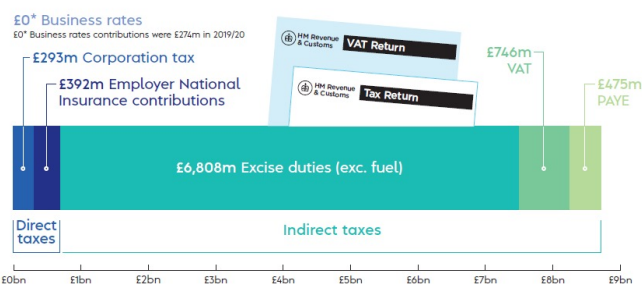 £0* Business rates
£0* Business rates contributions were £274m in 2019/20
£293m Corporation tax
£392m Employer National
Insurance contributions
HM Revenue
& Customs
VAT Return
HM Revenue
& Customs
Tax Return
£746m
VAT
£475m
PAYE
£6,808m Excise duties (exc. fuel)
Direct
taxes
Indirect taxes
£0bn £1bn £2bn £3bn £4bn £5bn £6bn £7bn £8bn £9bn